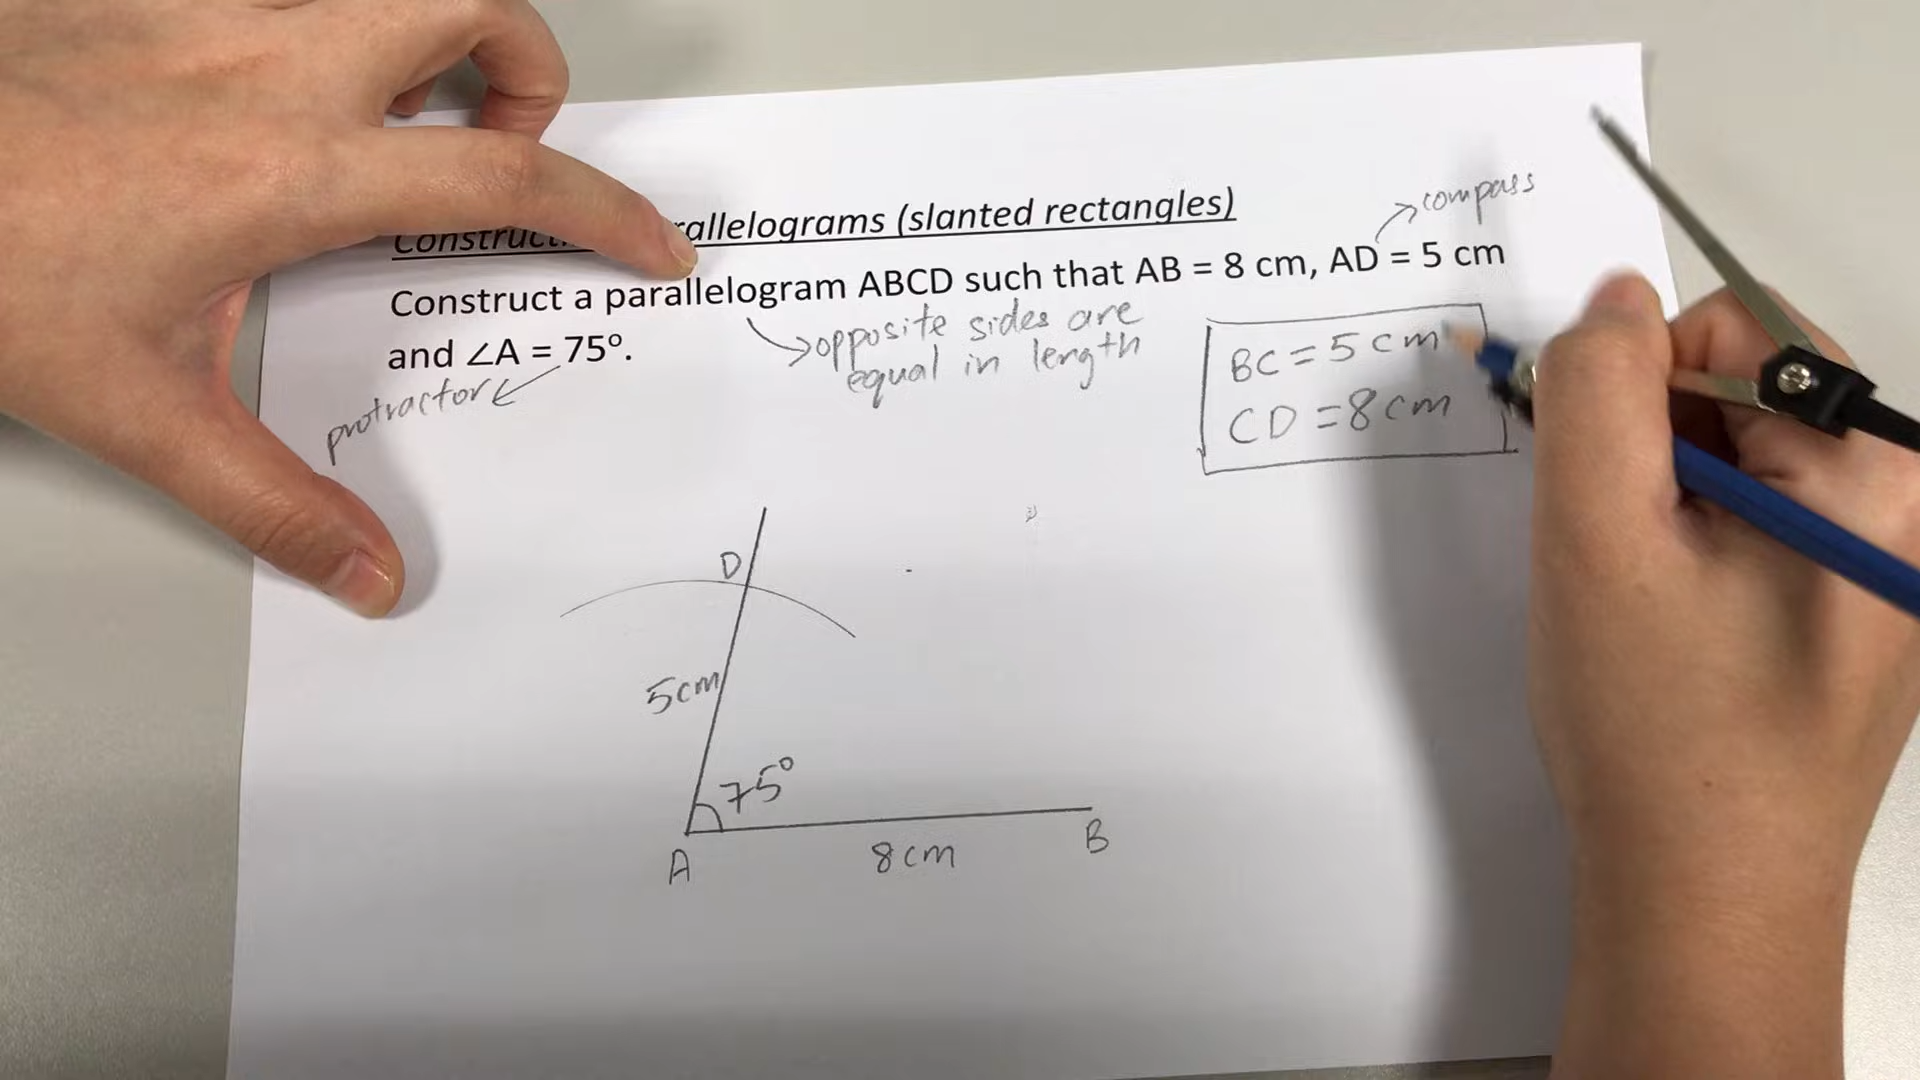 Construct rallelograms (slanted rectangles)
compass
Construct a parallelogram ABCD such that AB = 8 cm, AD = 5 cm
and ∠A = 75°.
opposite sides are
equal in length
protractor
BC = 5 cm
CD = 8 cm
D
5cm
75°
A
8cm
B